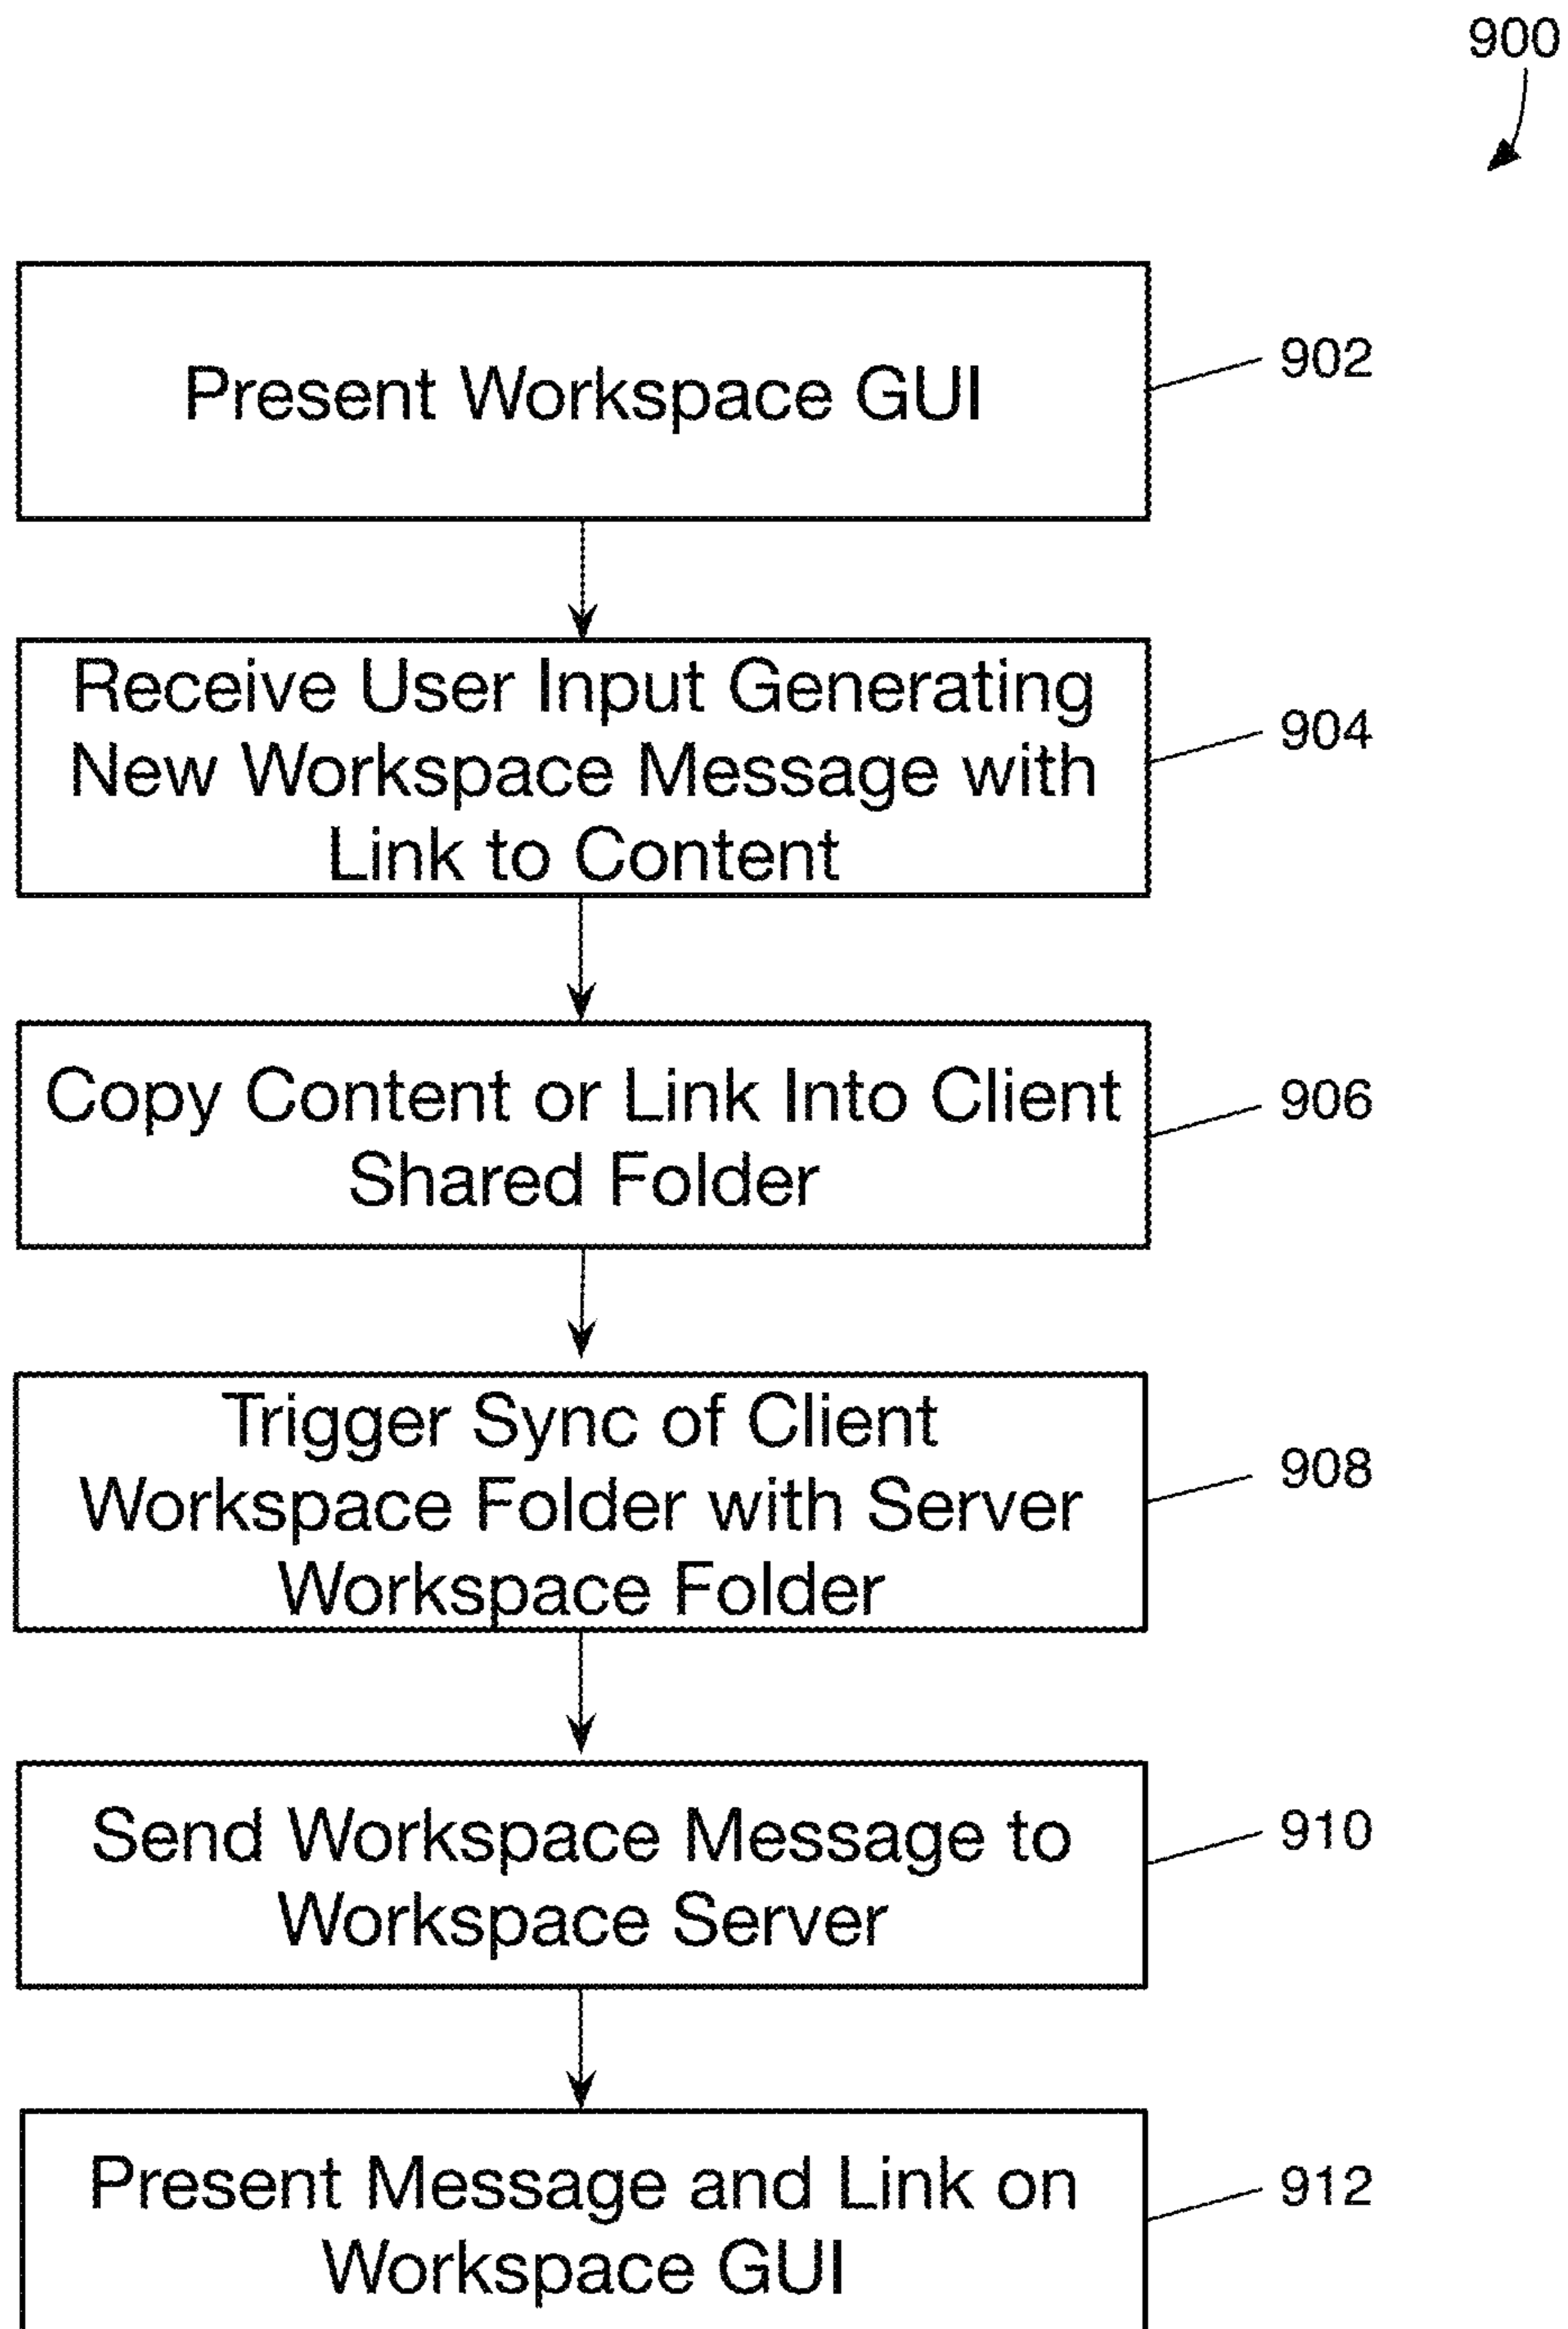 900
Present Workspace GUI
902
Receive User Input Generating
New Workspace Message with
Link to Content
904
Copy Content or Link Into Client
Shared Folder
906
Trigger Sync of Client
Workspace Folder with Server
Workspace Folder
908
Send Workspace Message to
Workspace Server
910
Present Message and Link on
Workspace GUI
912